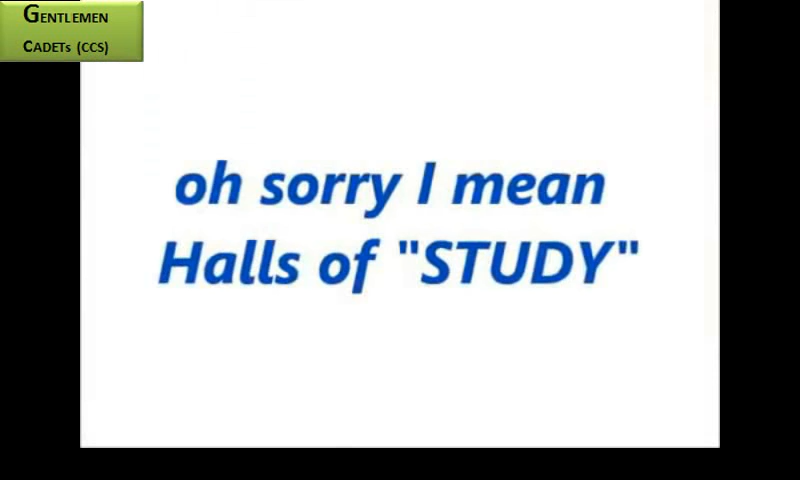 GENTLEMEN
CADETs (CCS)
oh sorry I mean
Halls of "STUDY"